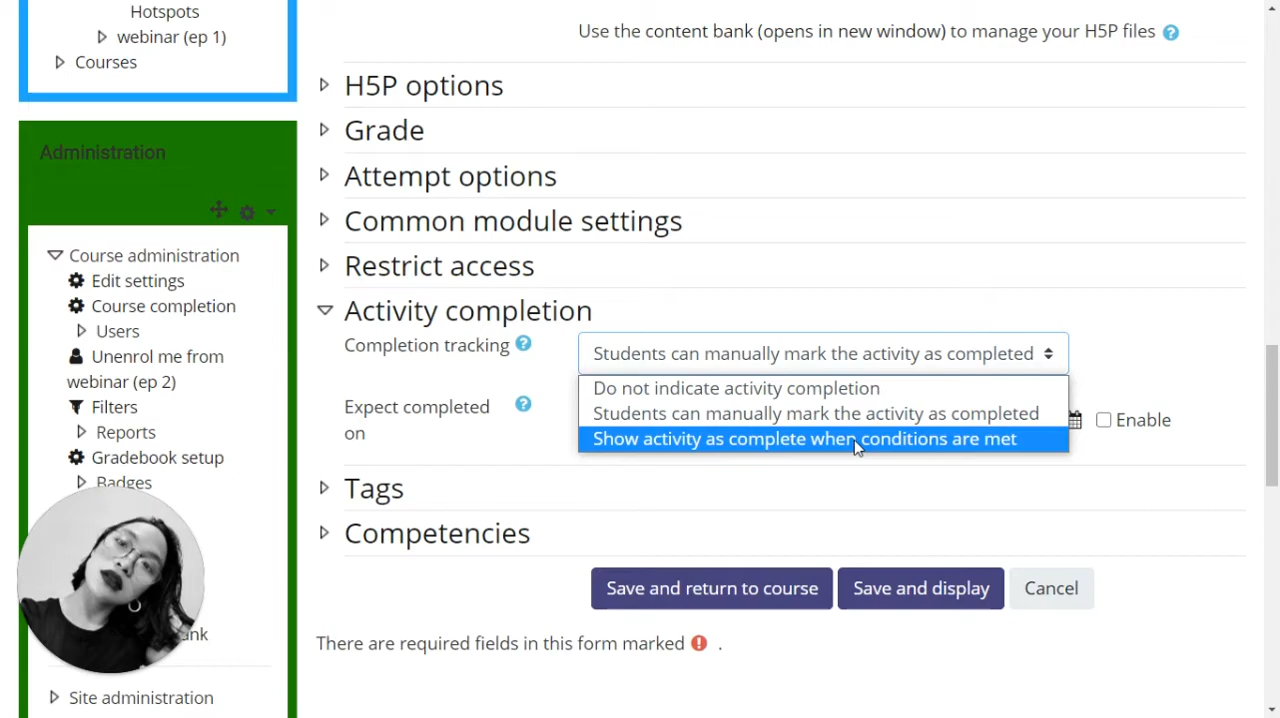 Hotspots
webinar (ep 1)
Courses
Administration
Course administration
Edit settings
Course completion
Users
Unenrol me from
webinar (ep 2)
Filters
Reports
Gradebook setup
Badges
nk
Site administration
Use the content bank (opens in new window) to manage your H5P files
H5P options
Grade
Attempt options
Common module settings
Restrict access
Activity completion
Completion tracking
Students can manually mark the activity as completed
Do not indicate activity completion
Students can manually mark the activity as completed
Show activity as complete when conditions are met
Expect completed
on
Enable
Tags
Competencies
Save and return to course
Save and display
Cancel
There are required fields in this form marked .